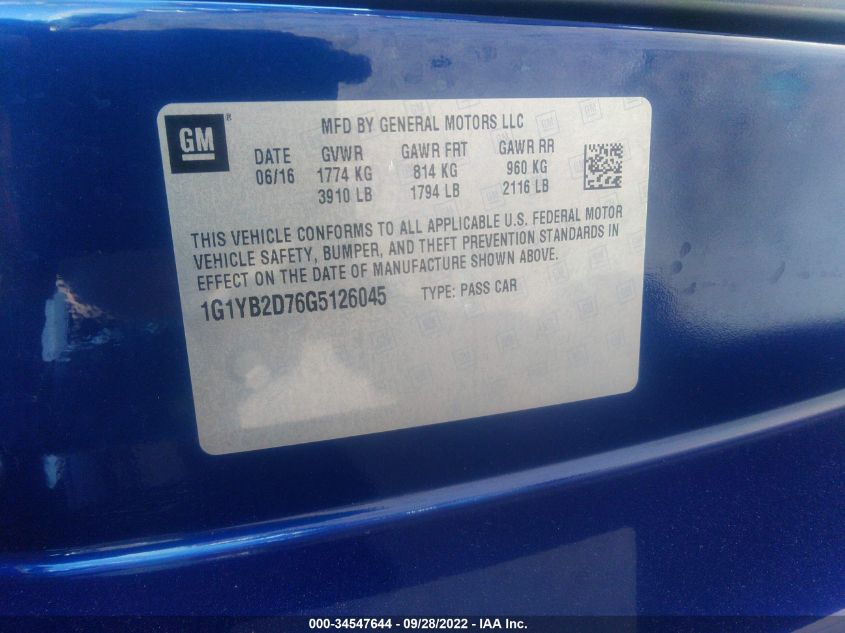 GM®
MFD BY GENERAL MOTORS LLC
DATE GVWR GAWR FRT GAWR RR
06/16 1774 KG 814 KG 960 KG
3910 LB 1794 LB 2116 LB
THIS VEHICLE CONFORMS TO ALL APPLICABLE U.S. FEDERAL MOTOR
VEHICLE SAFETY, BUMPER, AND THEFT PREVENTION STANDARDS IN
EFFECT ON THE DATE OF MANUFACTURE SHOWN ABOVE.
1G1YB2D76G5126045 TYPE: PASS CAR
000-34547644 - 09/28/2022 - IAA Inc.